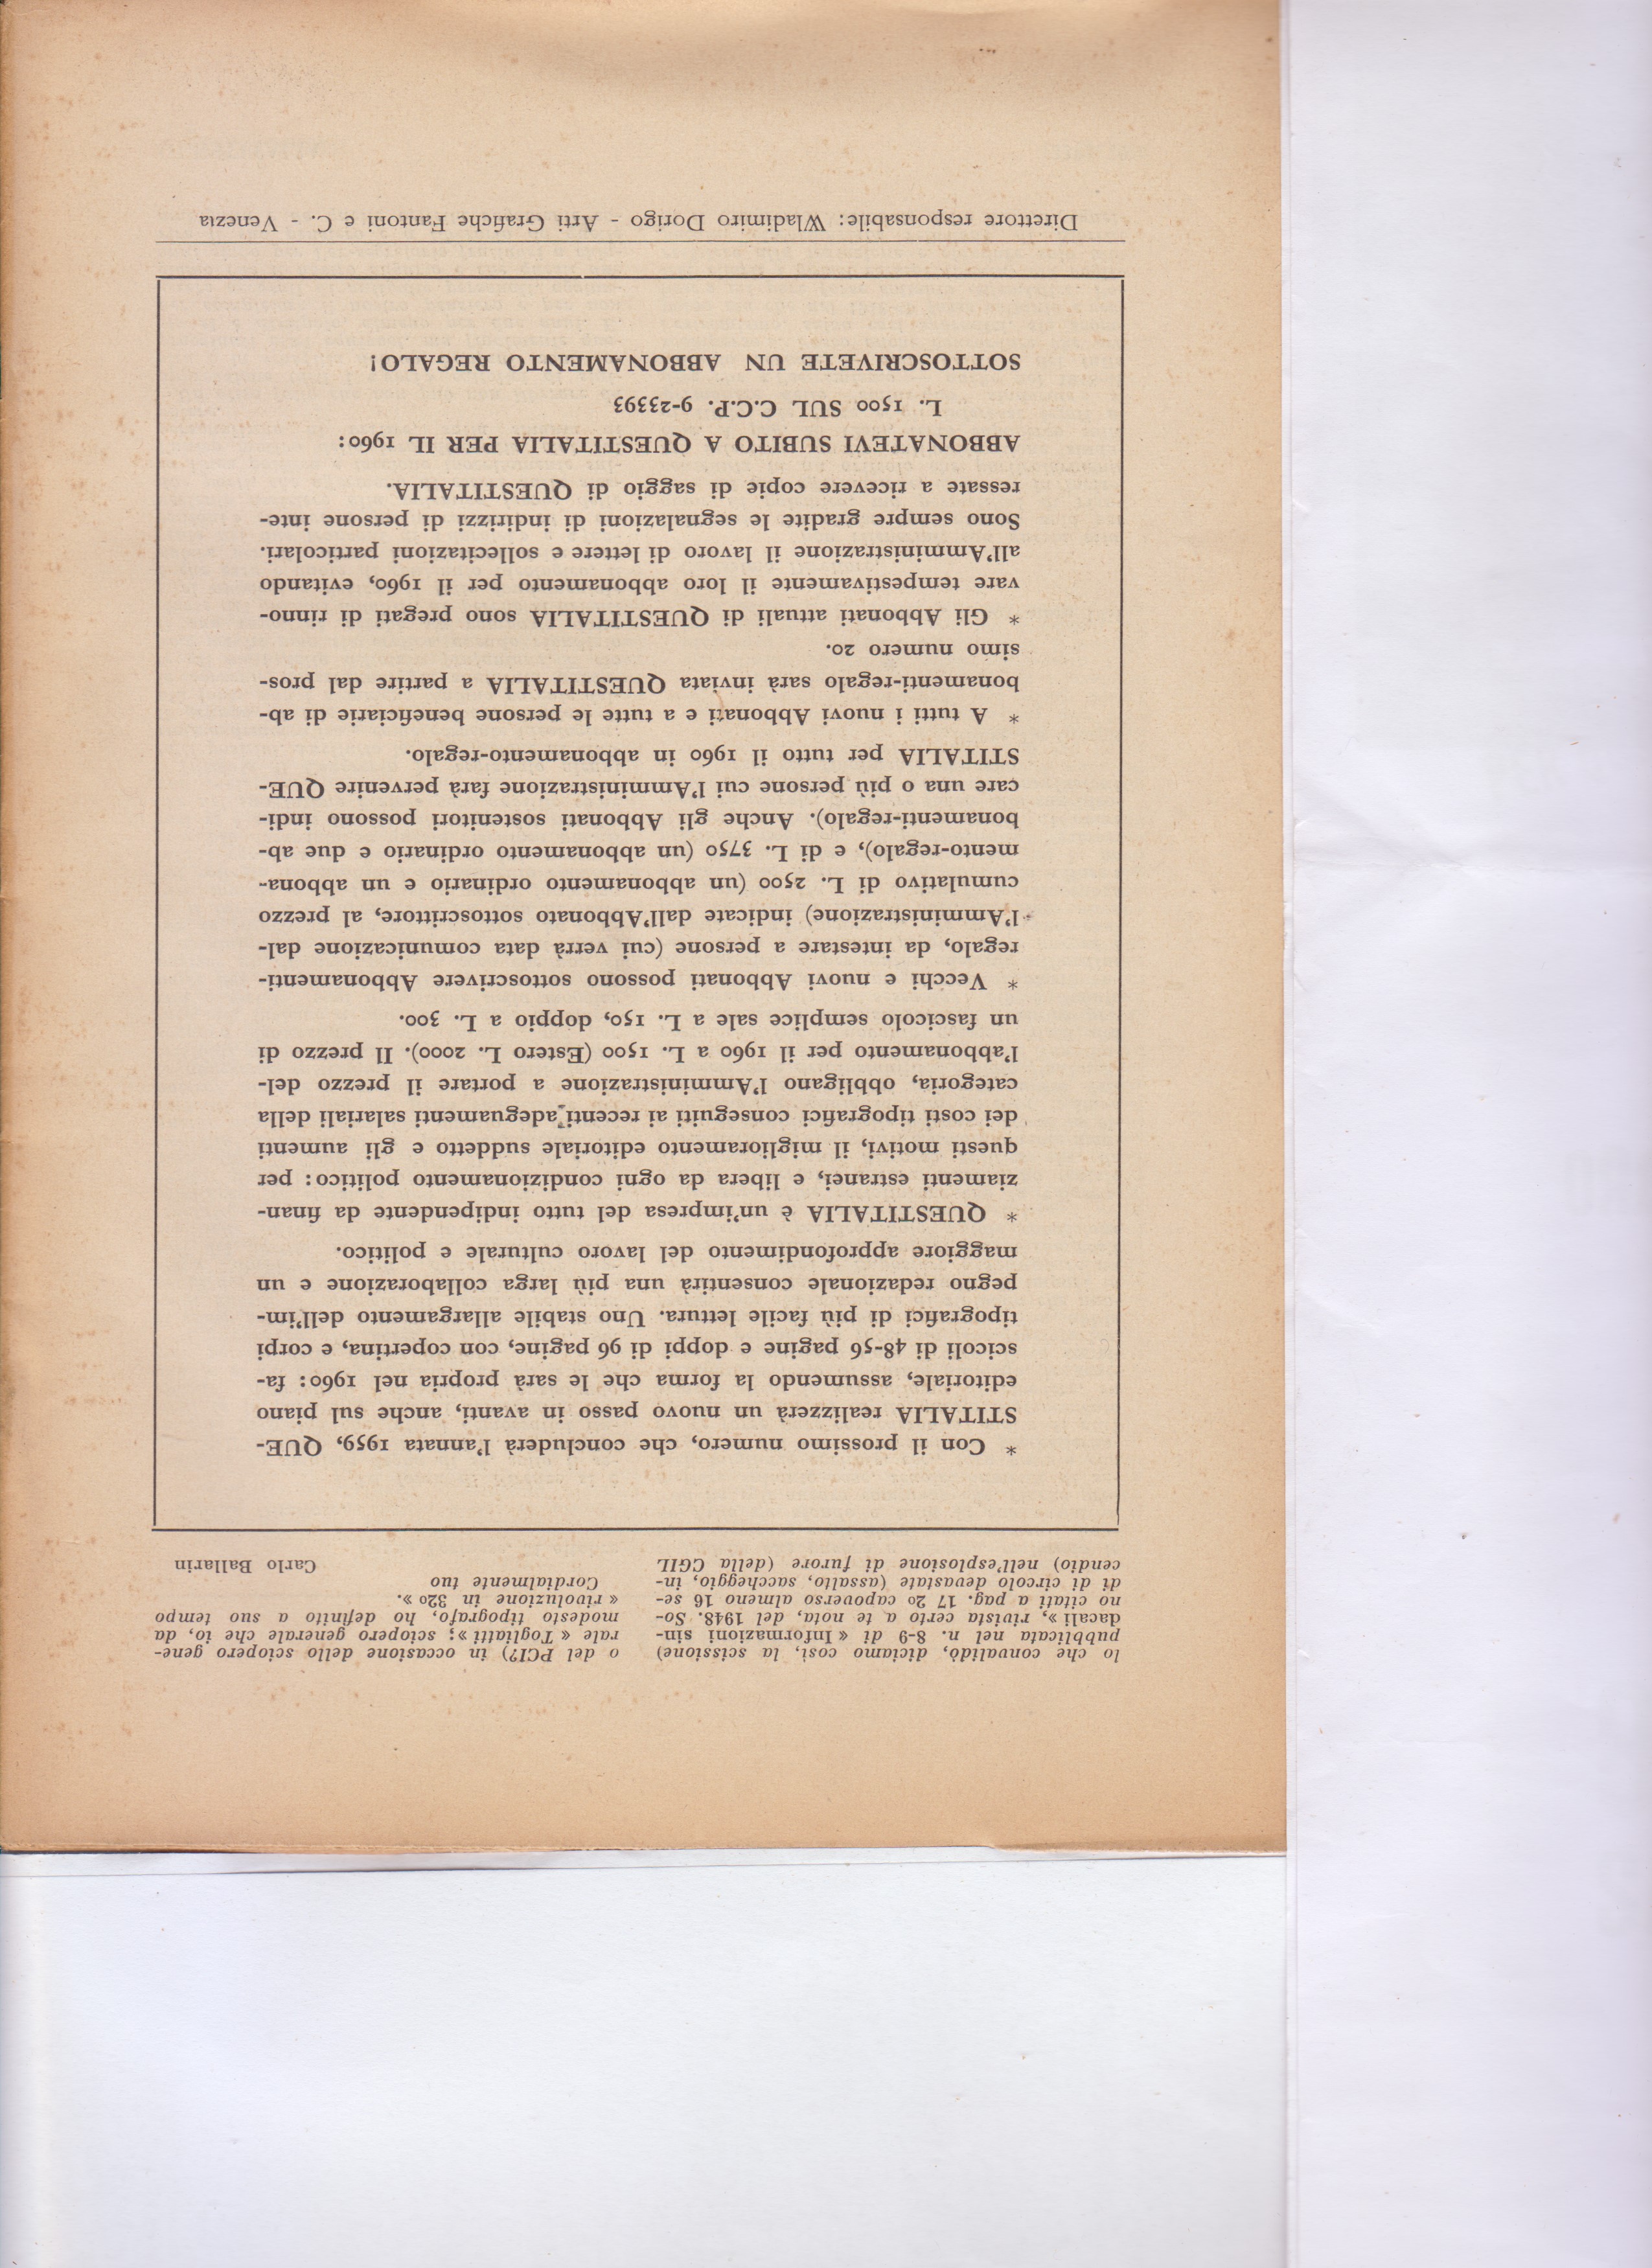 lo che convalidò, diciamo così, la scissione)
pubblicata nel n. 8-9 di « Informazioni sin-
dacali », rivista certo a te nota, del 1948. So-
no citati a pag. 17 2o capoverso almeno 16 se-
di di circolo devastate (assalto, saccheggio, in-
cendio) nell'esplosione di furore (della CGIL
o del PCI?) in occasione dello sciopero gene-
rale « Togliatti »; sciopero generale che io, da
modesto tipografo, ho definito a suo tempo
« rivoluzione in 32o ».
Cordialmente tuo
Carlo Ballarin
* Con il prossimo numero, che concluderà l'annata 1959, QUE-
STITALIA realizzerà un nuovo passo in avanti, anche sul piano
editoriale, assumendo la forma che le sarà propria nel 1960: fa-
scicoli di 48-56 pagine e doppi di 96 pagine, con copertina, e corpi
tipografici di più facile lettura. Uno stabile allargamento dell'im-
pegno redazionale consentirà una più larga collaborazione e un
maggiore approfondimento del lavoro culturale e politico.
* QUESTITALIA è un'impresa del tutto indipendente da finan-
ziamenti estranei, e libera da ogni condizionamento politico: per
questi motivi, il miglioramento editoriale suddetto e gli aumenti
dei costi tipografici conseguiti ai recenti adeguamenti salariali della
categoria, obbligano l'Amministrazione a portare il prezzo del-
l'abbonamento per il 1960 a L. 1500 (Estero L. 2000). Il prezzo di
un fascicolo semplice sale a L. 150, doppio a L. 300.
* Vecchi e nuovi Abbonati possono sottoscrivere Abbonamenti-
regalo, da intestare a persone (cui verrà data comunicazione dal-
l'Amministrazione) indicate dall'Abbonato sottoscrittore, al prezzo
cumulativo di L. 2500 (un abbonamento ordinario e un abbona-
mento-regalo), e di L. 3750 (un abbonamento ordinario e due ab-
bonamenti-regalo). Anche gli Abbonati sostenitori possono indi-
care una o più persone cui l'Amministrazione farà pervenire QUE-
STITALIA per tutto il 1960 in abbonamento-regalo.
* A tutti i nuovi Abbonati e a tutte le persone beneficiarie di ab-
bonamenti-regalo sarà inviata QUESTITALIA a partire dal pros-
simo numero 20.
* Gli Abbonati attuali di QUESTITALIA sono pregati di rinno-
vare tempestivamente il loro abbonamento per il 1960, evitando
all'Amministrazione il lavoro di lettere e sollecitazioni particolari.
Sono sempre gradite le segnalazioni di indirizzi di persone inte-
ressate a ricevere copie di saggio di QUESTITALIA.
ABBONATEVI SUBITO A QUESTITALIA PER IL 1960:
L. 1500 SUL C.C.P. 9-23393
SOTTOSCRIVETE UN ABBONAMENTO REGALO!
Direttore responsabile: Wladimiro Dorigo - Arti Grafiche Fantoni e C. - Venezia